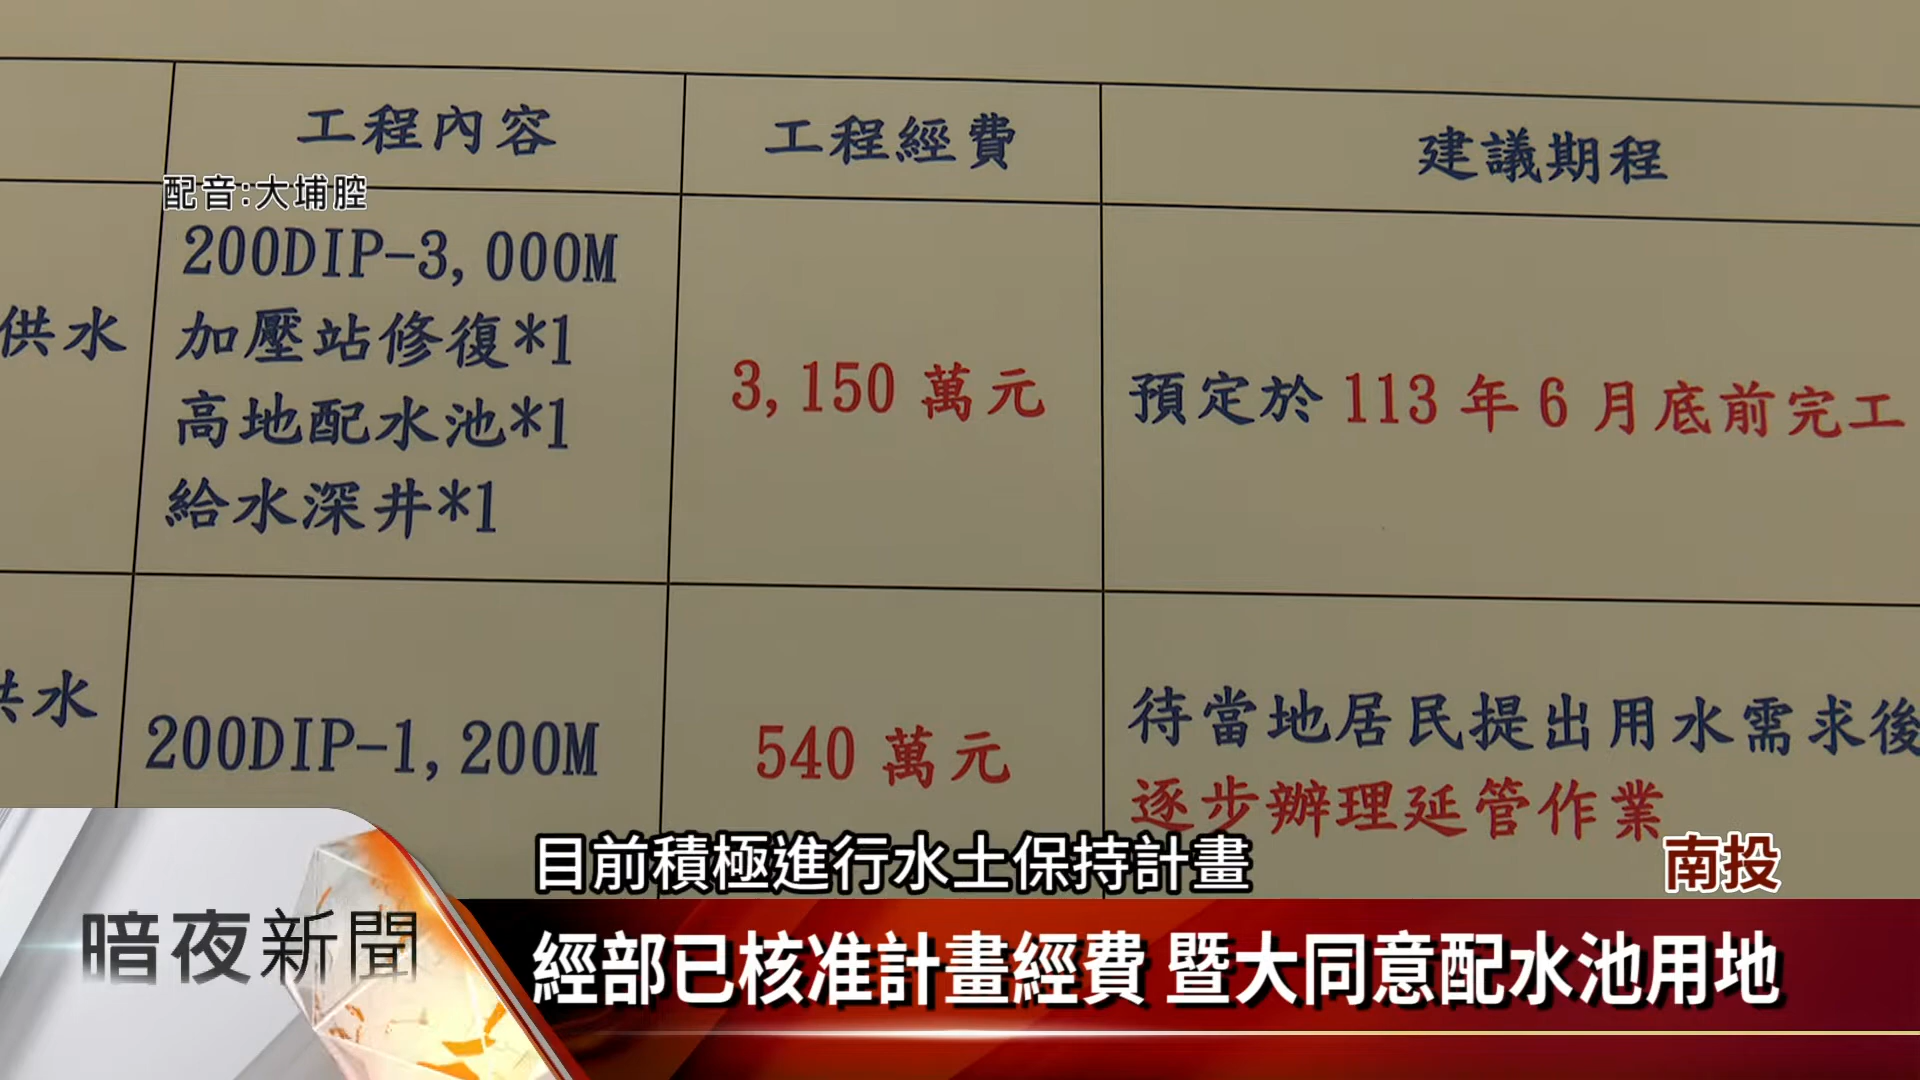 工程內容
工程經費
建議期程
配音:大埔腔
供水
200DIP-3,000M
加壓站修復*1
高地配水池*1
給水深井*1
3,150 萬元
預定於 113 年 6 月底前完工
供水
200DIP-1,200M
540 萬元
待當地居民提出用水需求後
逐步辦理延管作業
目前積極進行水土保持計畫
南投
暗夜新聞
經部已核准計畫經費 暨大同意配水池用地